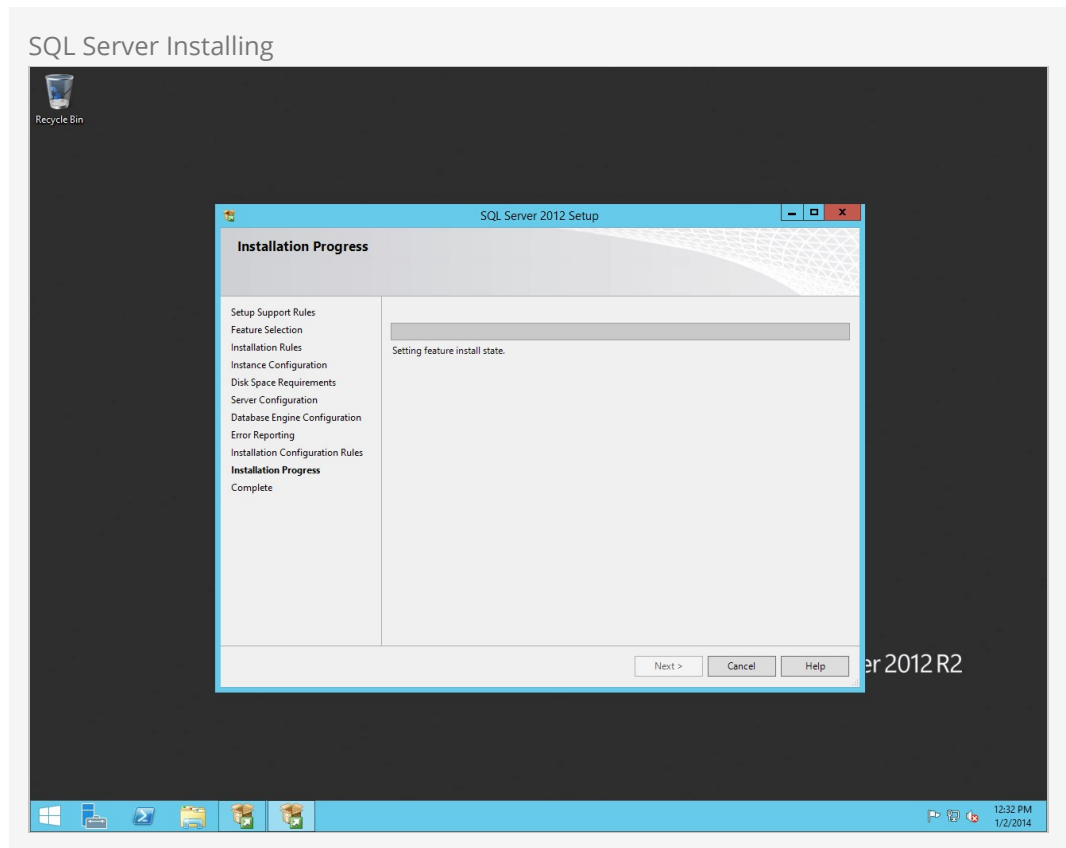 SQL Server Installing
Recycle Bin
SQL Server 2012 Setup
Installation Progress
Setup Support Rules
Feature Selection
Installation Rules
Instance Configuration
Disk Space Requirements
Server Configuration
Database Engine Configuration
Error Reporting
Installation Configuration Rules
Installation Progress
Complete
Setting feature install state.
Next >
Cancel
Help
er 2012 R2
12:32 PM
1/2/2014